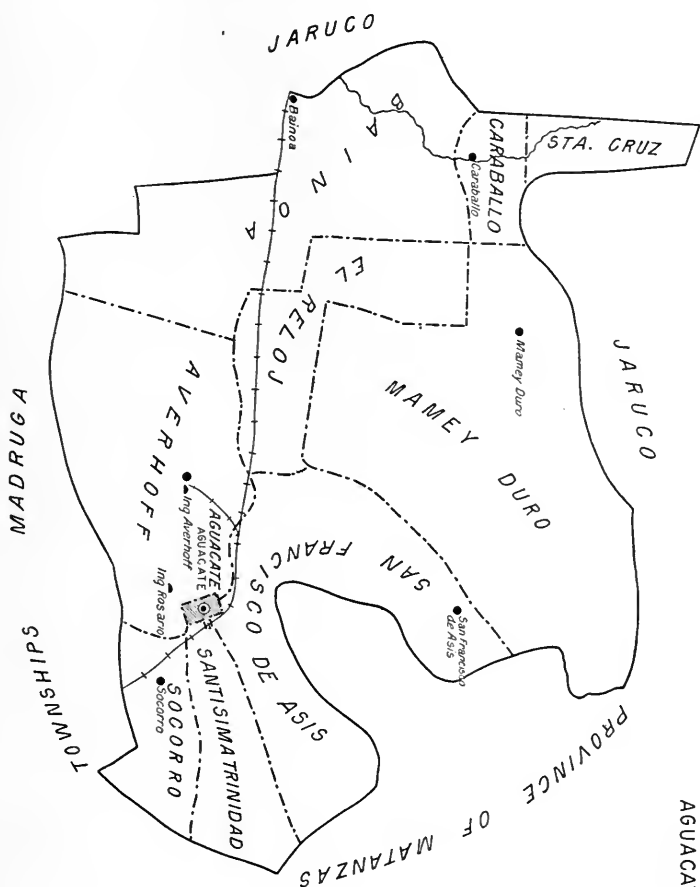 JARUCO
Bainoa
BAINOA
CARABALLO
Caraballo
STA. CRUZ
EL
RELOJ
Mamey Duro
JARUCO
MAMEY DURO
AVERHOFF
MADRUGA
Ing Averhoff
AGUACATE
AGUACATE
Ing Rosario
SAN FRANCISCO DE ASIS
San Francisco
de Asis
SANTISIMA TRINIDAD
SOCORRO
Socorro
TOWNSHIPS
PROVINCE OF MATANZAS
AGUACA